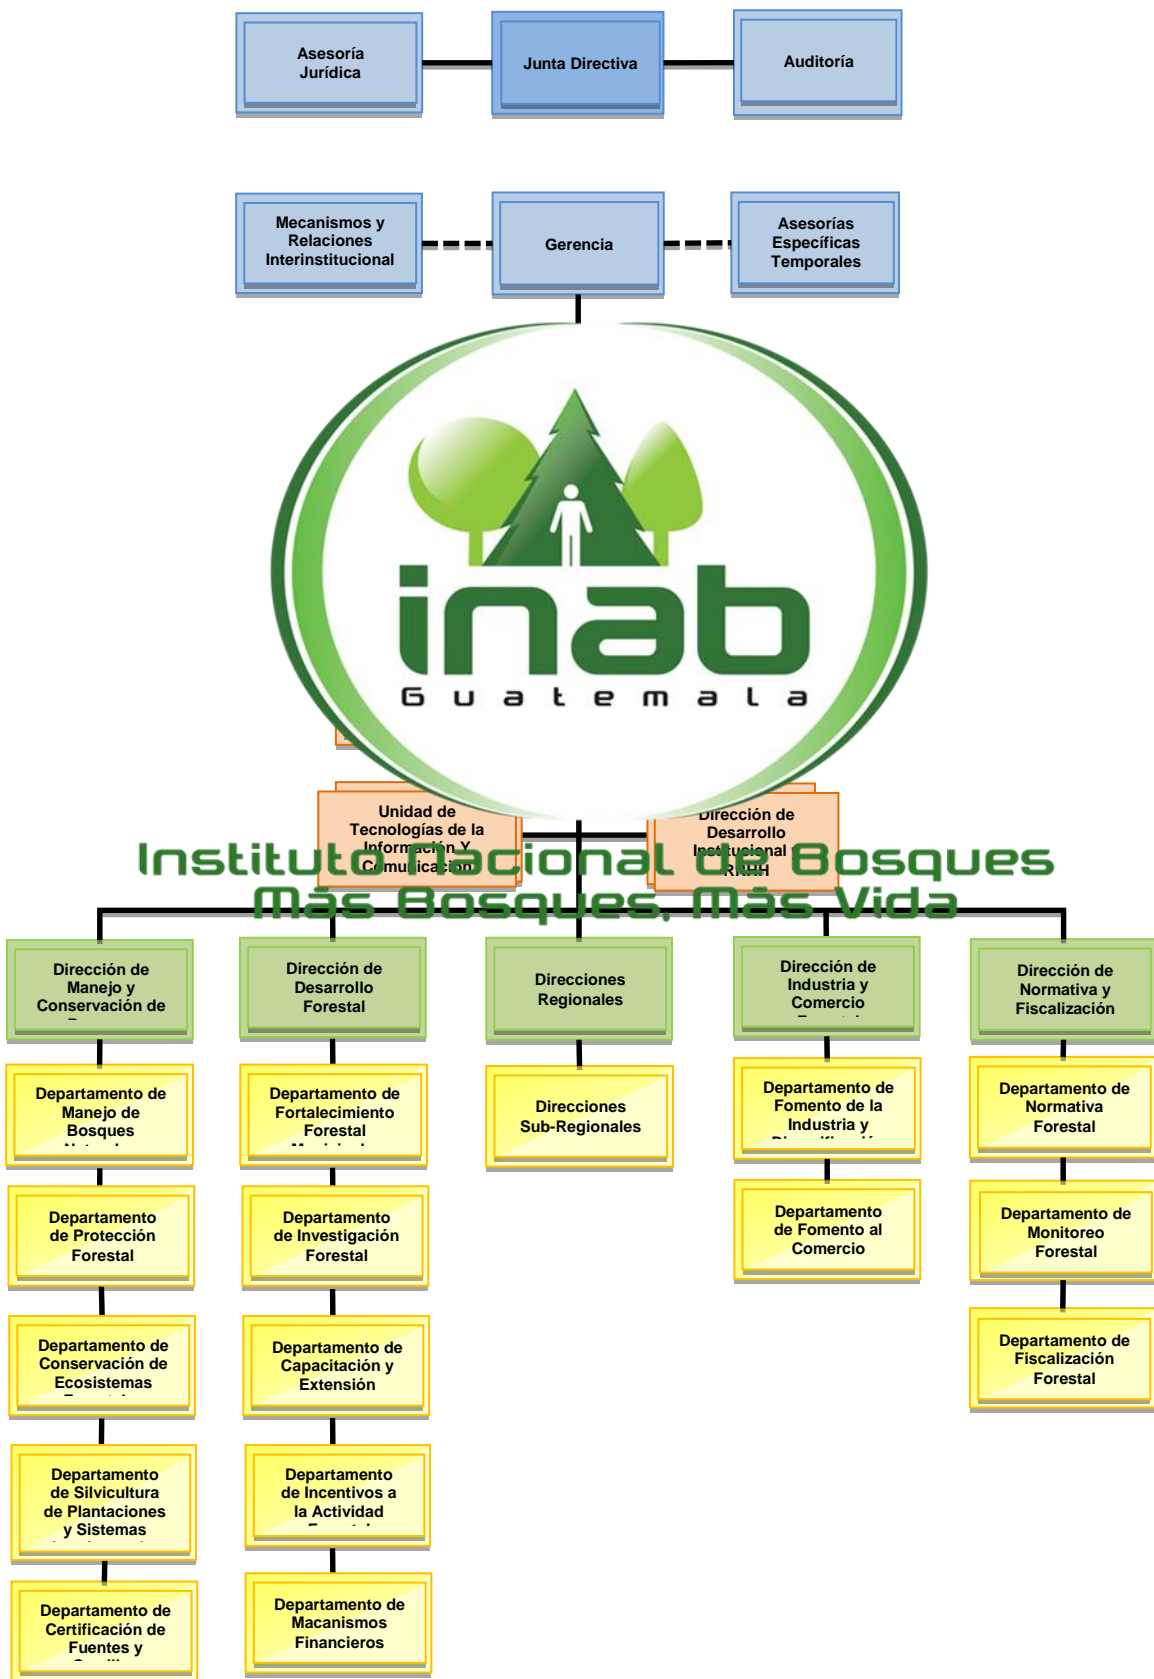 Asesoría
Jurídica
Junta Directiva
Auditoría
Mecanismos y
Relaciones
Interinstitucional
Gerencia
Asesorías
Específicas
Temporales
inab
Guatemala
Unidad de
Tecnologías de la
Información Y
Comunicación
Dirección de
Desarrollo
Institucional y
RRHH
Instituto Nacional de Bosques
Más Bosques, Más Vida
Dirección de
Manejo y
Conservación de
Dirección de
Desarrollo
Forestal
Direcciones
Regionales
Dirección de
Industria y
Comercio
Dirección de
Normativa y
Fiscalización
Departamento de
Manejo de
Bosques
Departamento de
Fortalecimiento
Forestal
Direcciones
Sub-Regionales
Departamento de
Fomento de la
Industria y
Departamento de
Normativa
Forestal
Departamento
de Protección
Forestal
Departamento
de Investigación
Forestal
Departamento
de Fomento al
Comercio
Departamento de
Monitoreo
Forestal
Departamento de
Conservación de
Ecosistemas
Departamento de
Capacitación y
Extensión
Departamento de
Fiscalización
Forestal
Departamento
de Silvicultura
de Plantaciones
y Sistemas
Departamento
de Incentivos a
la Actividad
Departamento de
Certificación de
Fuentes y
Departamento de
Macanismos
Financieros